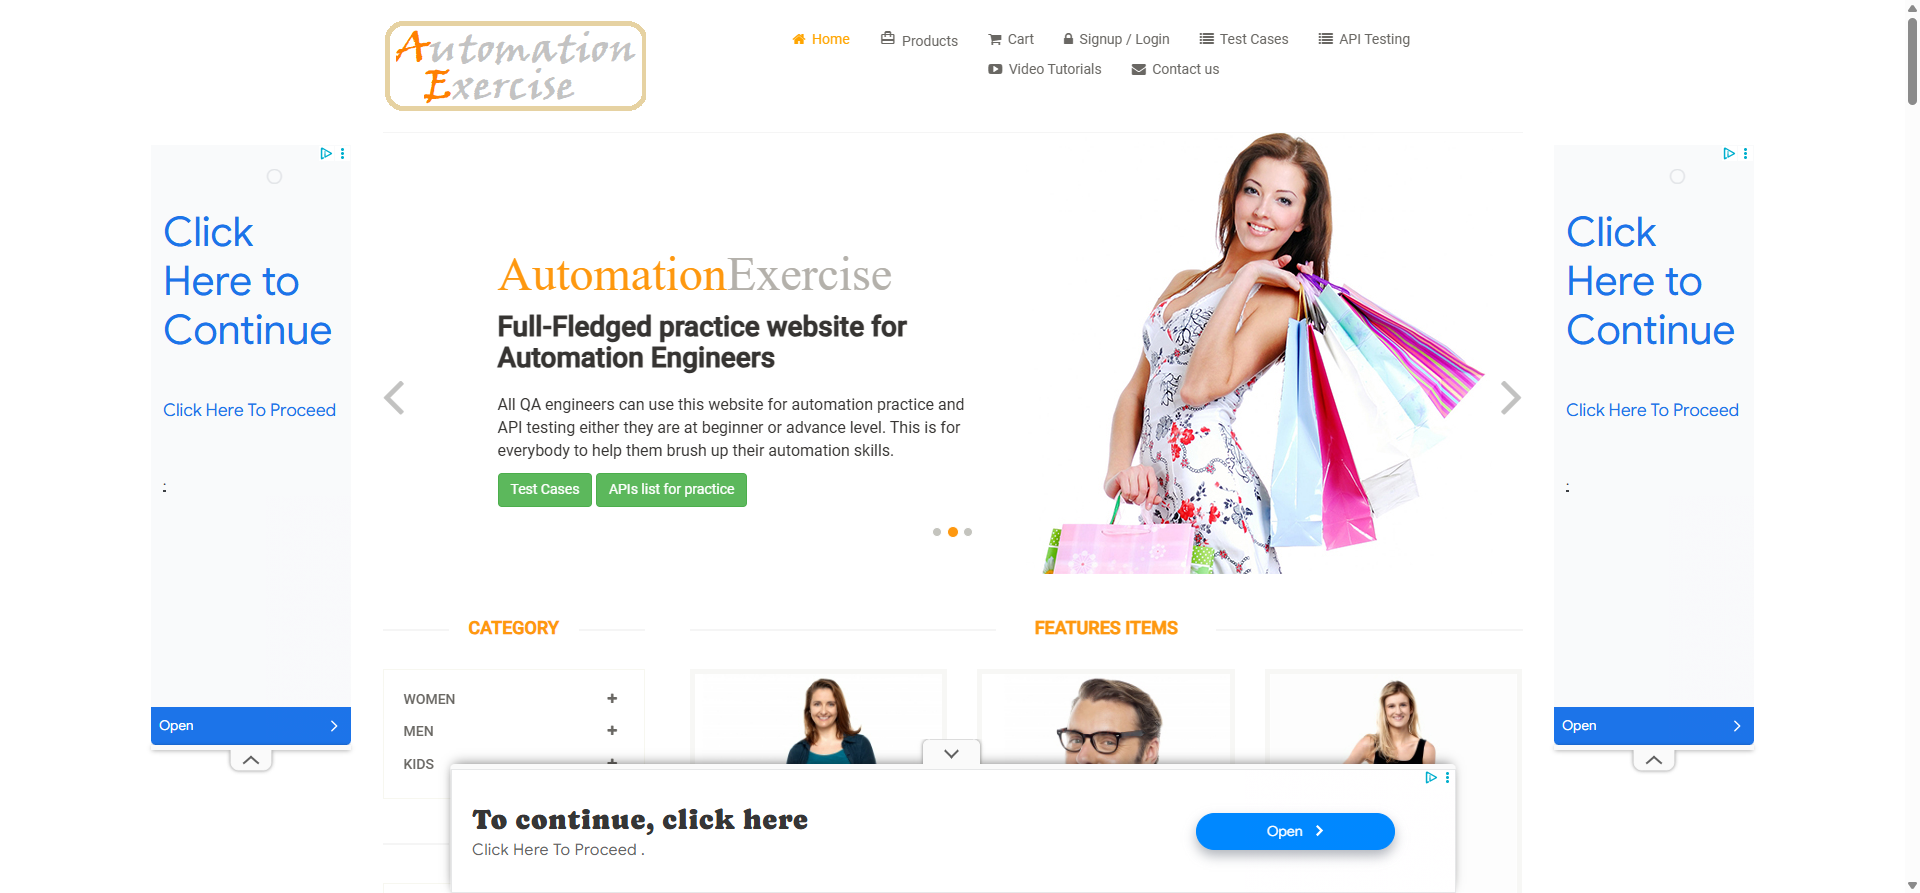 Automation
Exercise
Home
Products
Cart
Signup / Login
Test Cases
API Testing
Video Tutorials
Contact us
Click
Here to
Continue
Click Here To Proceed
:
Open
AutomationExercise
Full-Fledged practice website for
Automation Engineers
All QA engineers can use this website for automation practice and
API testing either they are at beginner or advance level. This is for
everybody to help them brush up their automation skills.
Test Cases
APIs list for practice
Click
Here to
Continue
Click Here To Proceed
:
Open
CATEGORY
WOMEN
MEN
KIDS
FEATURES ITEMS
To continue, click here
Click Here To Proceed .
Open